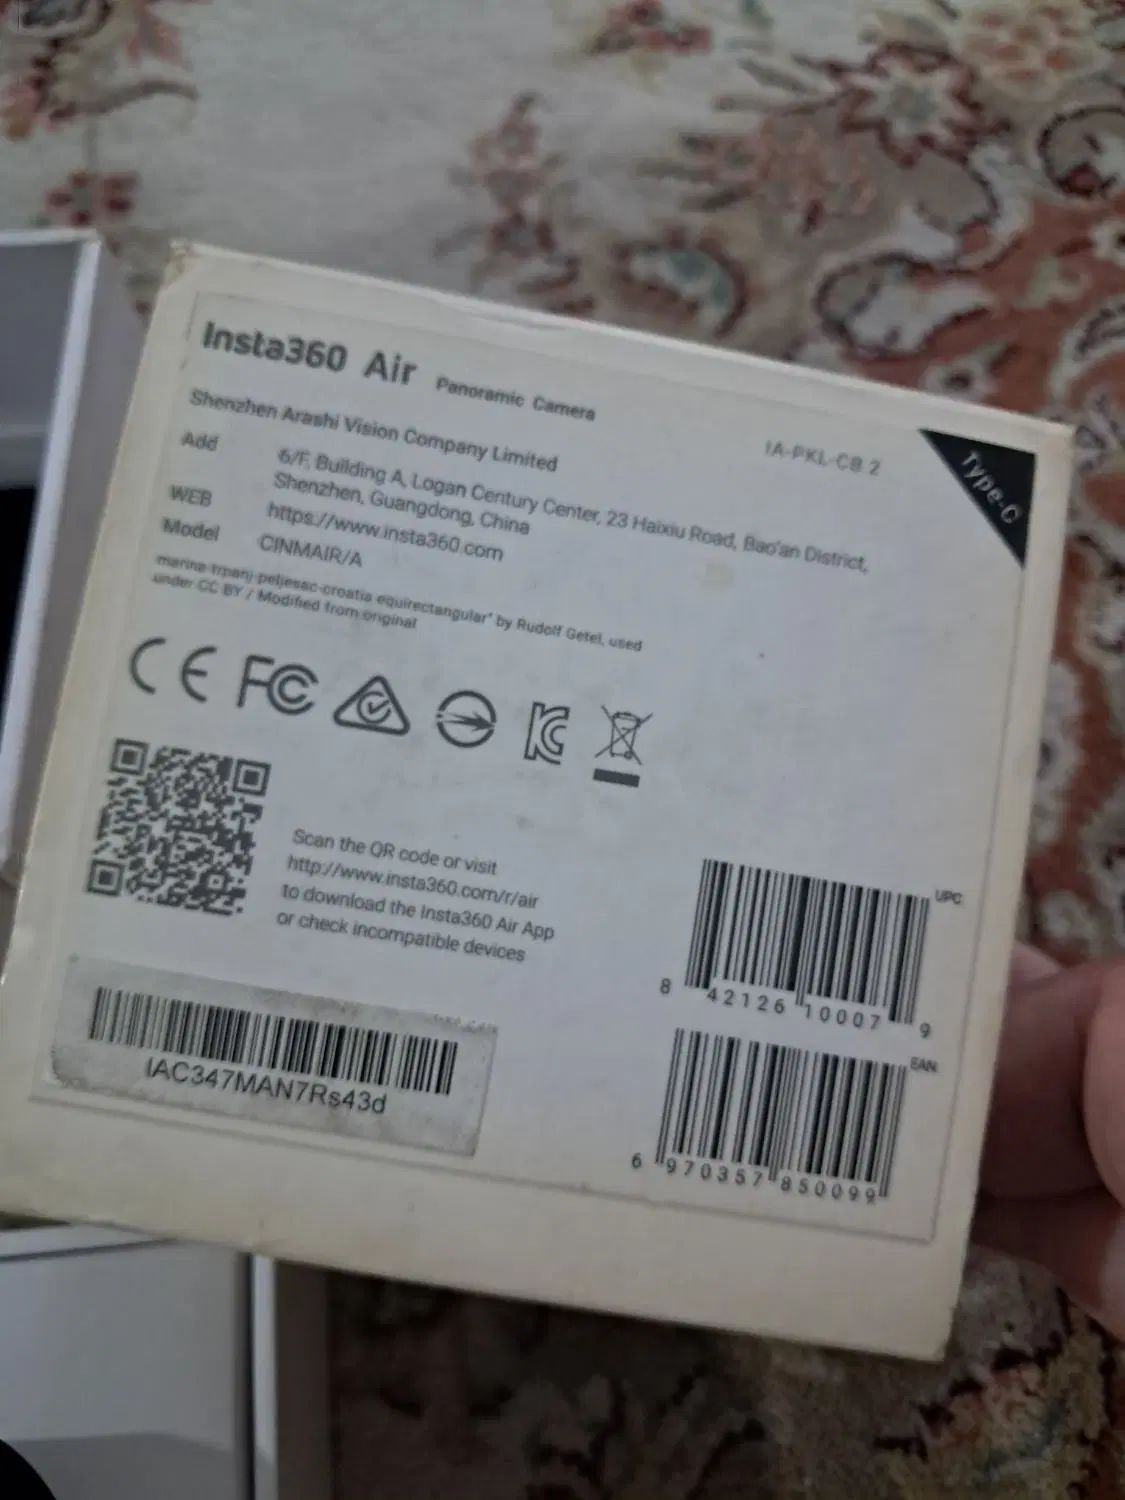 Insta360 Air Panoramic Camera
Shenzhen Arashi Vision Company Limited
IA-PKL-CB.2
Type-C
Add 6/F, Building A, Logan Century Center, 23 Haixiu Road, Bao'an District,
Shenzhen, Guangdong, China
WEB https://www.insta360.com
Model CINMAIR/A
marina-trpanj-peljesac-croatia equirectangular" by Rudolf Getel, used
under CC BY / Modified from original
CE FC
Scan the QR code or visit
http://www.insta360.com/r/air
to download the Insta360 Air App
or check incompatible devices
UPC
8 42126 10007 9
EAN
6 970357 850099
IAC347MAN7Rs43d